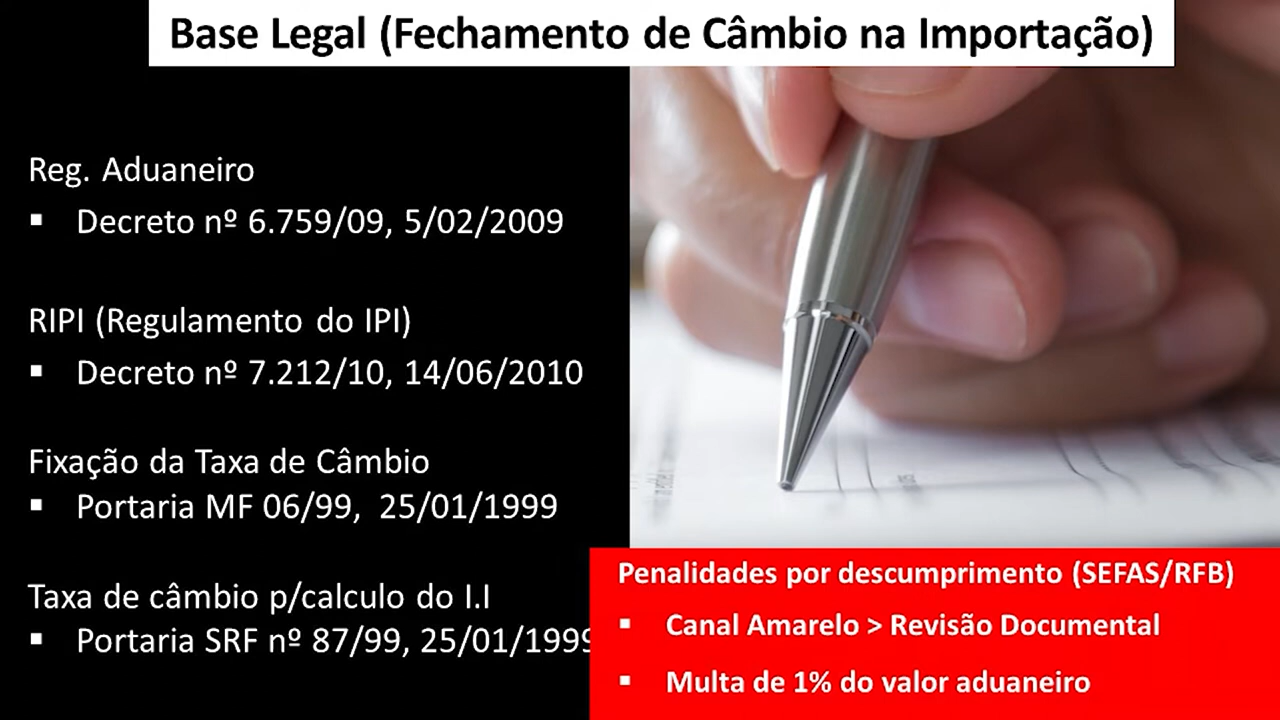 Base Legal (Fechamento de Câmbio na Importação)
Reg. Aduaneiro
▪ Decreto nº 6.759/09, 5/02/2009
RIPI (Regulamento do IPI)
▪ Decreto nº 7.212/10, 14/06/2010
Fixação da Taxa de Câmbio
▪ Portaria MF 06/99, 25/01/1999
Taxa de câmbio p/calculo do I.I
▪ Portaria SRF nº 87/99, 25/01/1999
Penalidades por descumprimento (SEFAS/RFB)
▪ Canal Amarelo > Revisão Documental
▪ Multa de 1% do valor aduaneiro